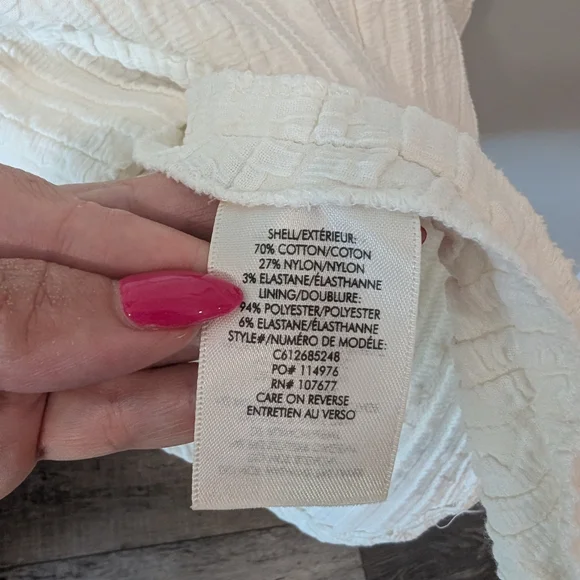 SHELL/EXTÉRIEUR:
70% COTTON/COTON
27% NYLON/NYLON
3% ELASTANE/ÉLASTHANNE
LINING/DOUBLURE:
94% POLYESTER/POLYESTER
6% ELASTANE/ÉLASTHANNE
STYLE#/NUMÉRO DE MODÉLE:
C612685248
PO# 114976
RN# 107677
CARE ON REVERSE
ENTRETIEN AU VERSO